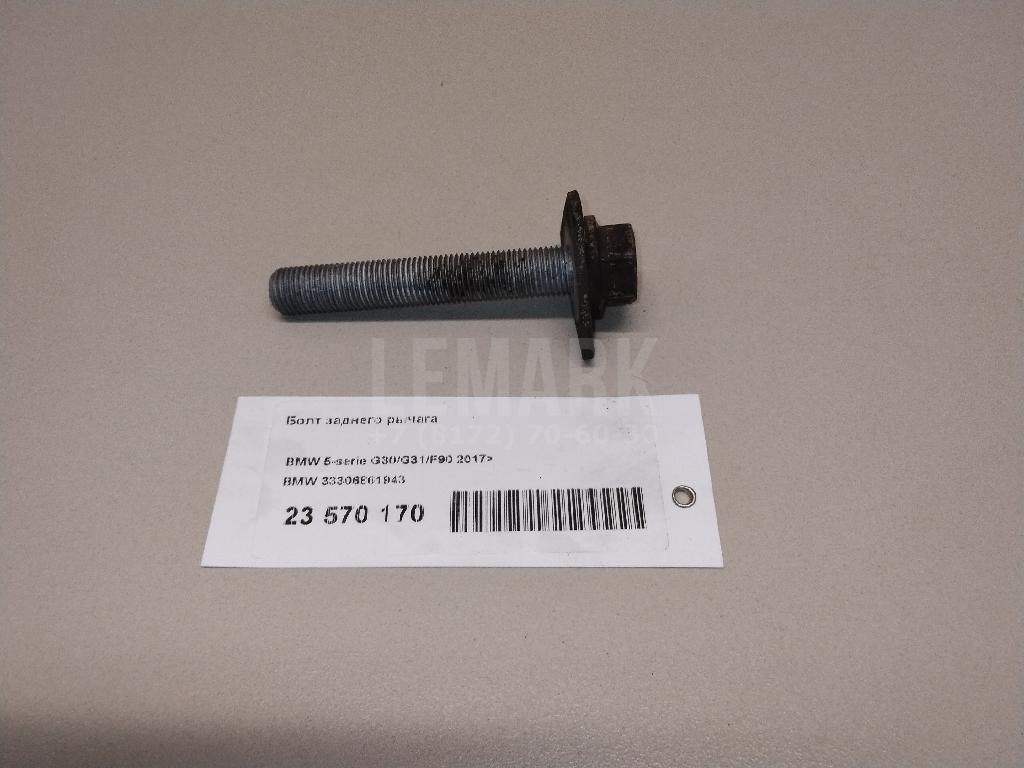 LEMARK
+7 (8172) 70-60-50
Болт заднего рычага
BMW 5-serie G30/G31/F90 2017>
BMW 33306861943
23 570 170